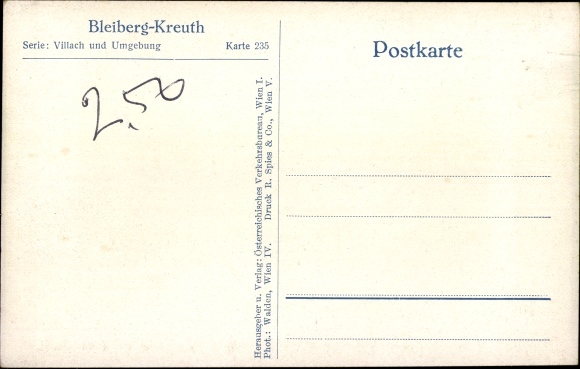 Bleiberg-Kreuth
Serie: Villach und Umgebung Karte 235
2.50
Herausgeber u. Verlag: Österreichisches Verkehrsbureau, Wien I.
Phot.: Walden, Wien IV. Druck R. Spies & Co., Wien V.
Postkarte